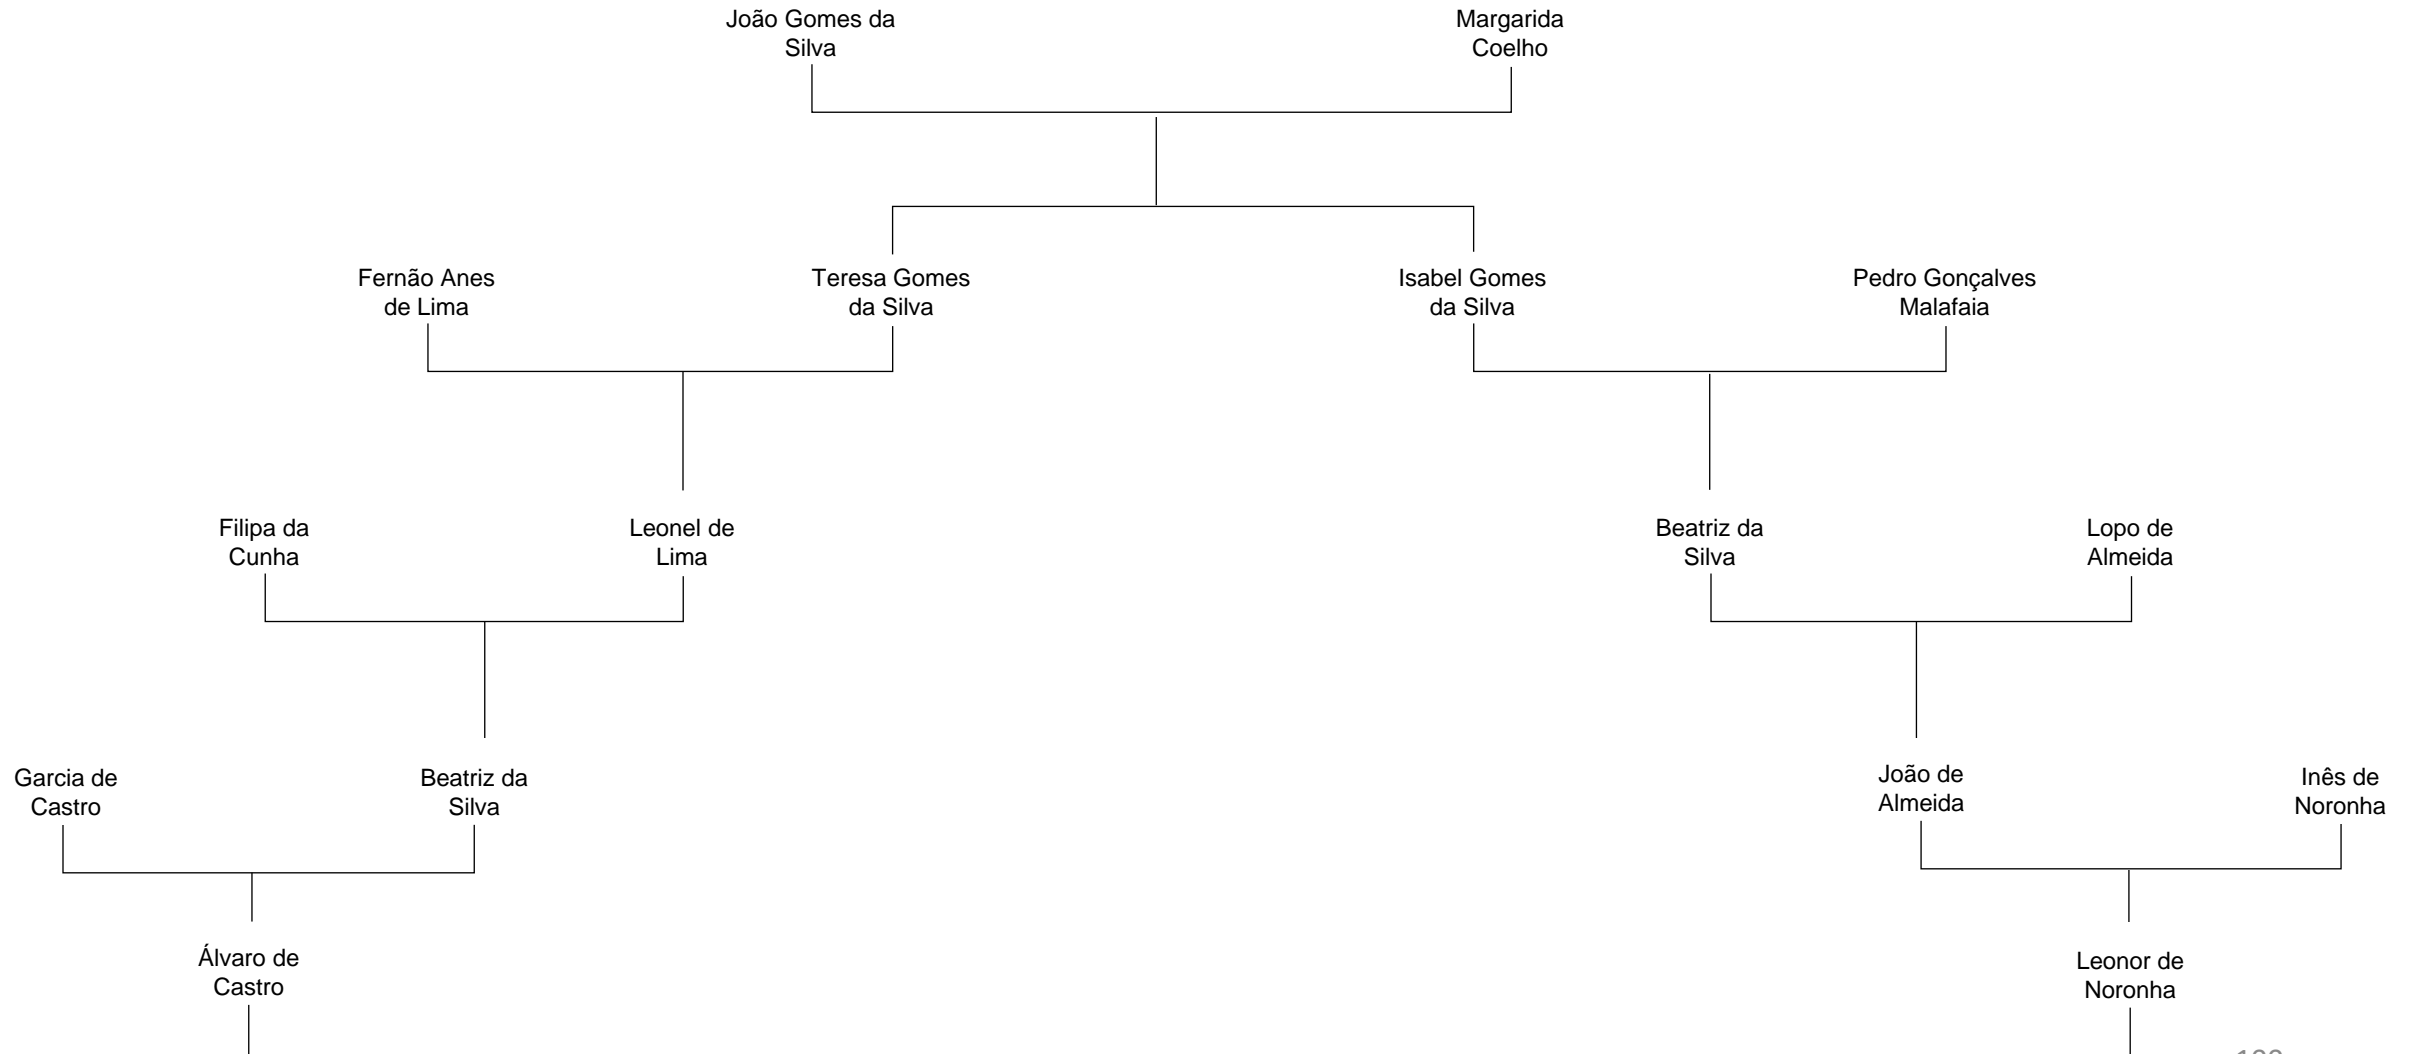 João Gomes da
Silva
Margarida
Coelho
Fernão Anes
de Lima
Teresa Gomes
da Silva
Isabel Gomes
da Silva
Pedro Gonçalves
Malafaia
Filipa da
Cunha
Leonel de
Lima
Beatriz da
Silva
Lopo de
Almeida
Garcia de
Castro
Beatriz da
Silva
João de
Almeida
Inês de
Noronha
Álvaro de
Castro
Leonor de
Noronha